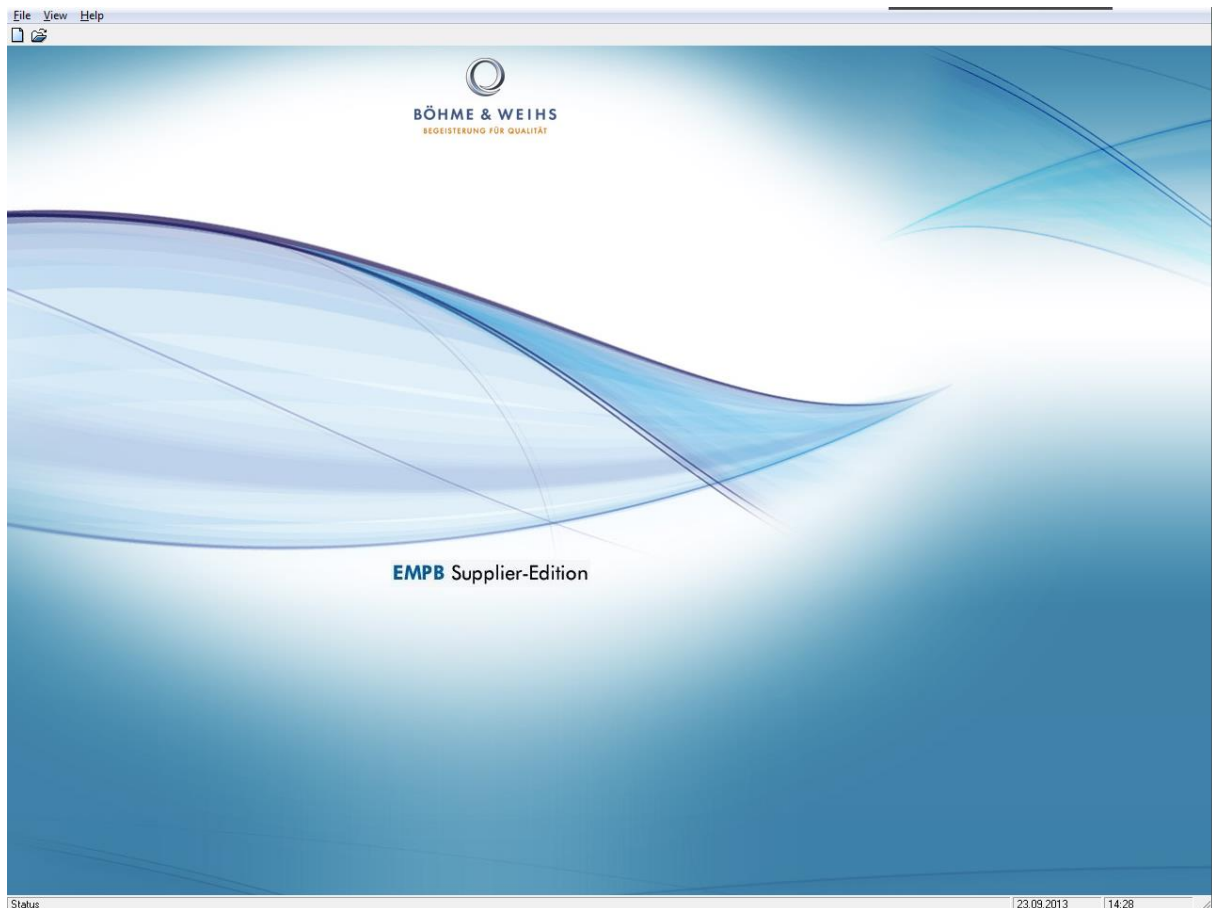 File View Help
BÖHME & WEIHS
BEGEISTERUNG FÜR QUALITÄT
EMPB Supplier-Edition
Status 23.09.2013 14:28